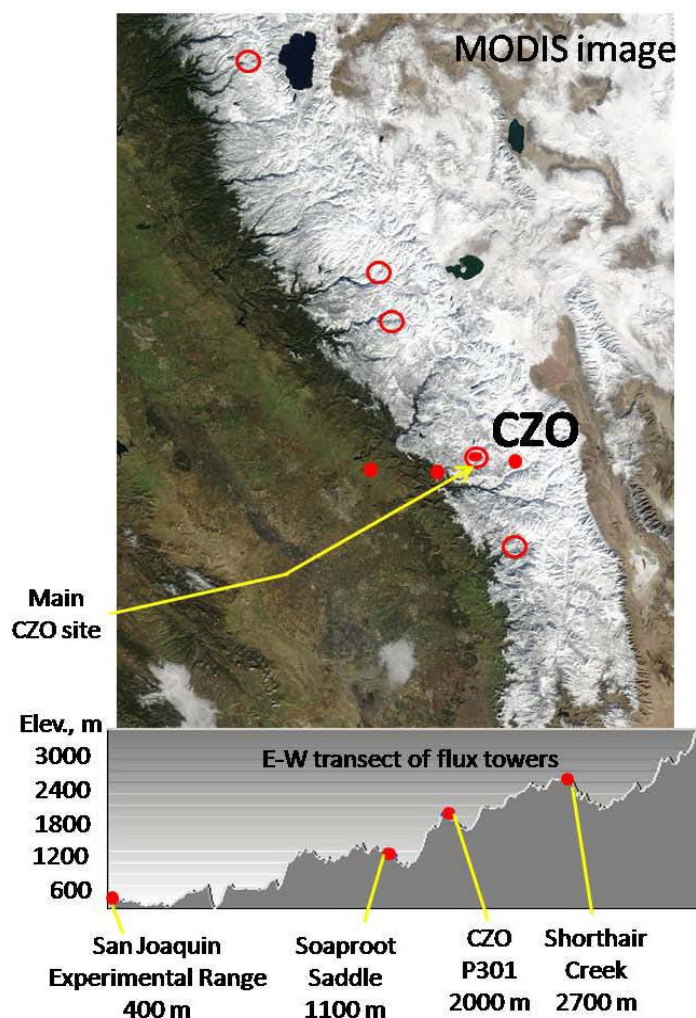 MODIS image
CZO
Main
CZO site
Elev., m
E-W transect of flux towers
3000
2400
1800
1200
600
San Joaquin
Experimental Range
400 m
Soaproot
Saddle
1100 m
CZO
P301
2000 m
Shorthair
Creek
2700 m